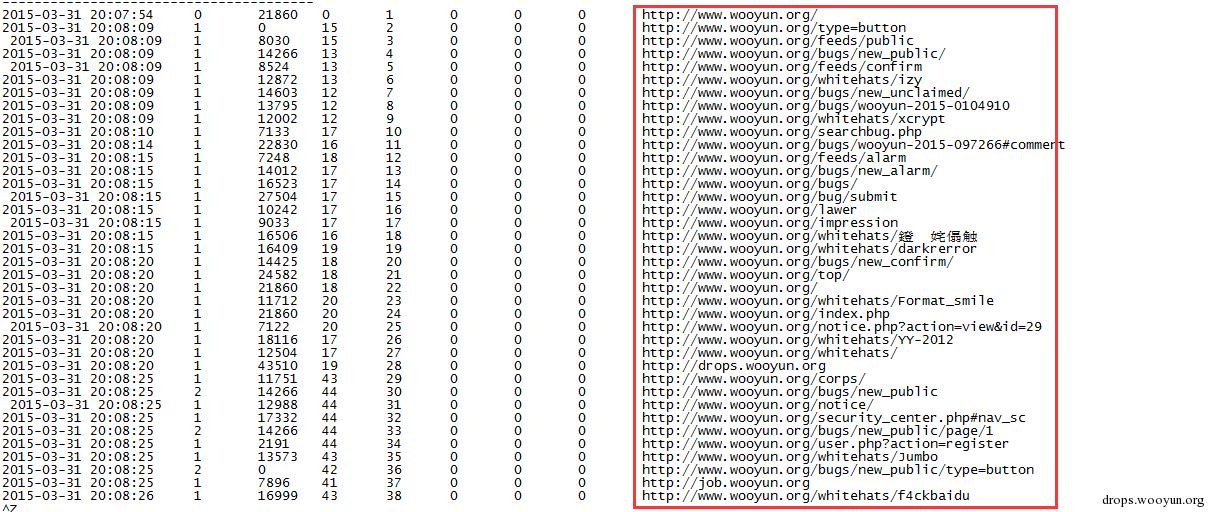 ----------------------------------------
2015-03-31 20:07:54 0 21860 0 1 0 0 0 http://www.wooyun.org/
2015-03-31 20:08:09 1 0 15 2 0 0 0 http://www.wooyun.org/type=button
2015-03-31 20:08:09 1 8030 15 3 0 0 0 http://www.wooyun.org/feeds/public
2015-03-31 20:08:09 1 14266 13 4 0 0 0 http://www.wooyun.org/bugs/new_public/
2015-03-31 20:08:09 1 8524 13 5 0 0 0 http://www.wooyun.org/feeds/confirm
2015-03-31 20:08:09 1 12872 13 6 0 0 0 http://www.wooyun.org/whitehats/izy
2015-03-31 20:08:09 1 14603 12 7 0 0 0 http://www.wooyun.org/bugs/new_unclaimed/
2015-03-31 20:08:09 1 13795 12 8 0 0 0 http://www.wooyun.org/bugs/wooyun-2015-0104910
2015-03-31 20:08:09 1 12002 12 9 0 0 0 http://www.wooyun.org/whitehats/xcrypt
2015-03-31 20:08:10 1 7133 17 10 0 0 0 http://www.wooyun.org/searchbug.php
2015-03-31 20:08:14 1 22830 16 11 0 0 0 http://www.wooyun.org/bugs/wooyun-2015-097266#comment
2015-03-31 20:08:15 1 7248 18 12 0 0 0 http://www.wooyun.org/feeds/alarm
2015-03-31 20:08:15 1 14012 17 13 0 0 0 http://www.wooyun.org/bugs/new_alarm/
2015-03-31 20:08:15 1 16523 17 14 0 0 0 http://www.wooyun.org/bugs/
2015-03-31 20:08:15 1 27504 17 15 0 0 0 http://www.wooyun.org/bug/submit
2015-03-31 20:08:15 1 10242 17 16 0 0 0 http://www.wooyun.org/lawer
2015-03-31 20:08:15 1 9033 17 17 0 0 0 http://www.wooyun.org/impression
2015-03-31 20:08:15 1 16506 16 18 0 0 0 http://www.wooyun.org/whitehats/
2015-03-31 20:08:15 1 16409 19 19 0 0 0 http://www.wooyun.org/whitehats/darkrerror
2015-03-31 20:08:20 1 14425 18 20 0 0 0 http://www.wooyun.org/bugs/new_confirm/
2015-03-31 20:08:20 1 24582 18 21 0 0 0 http://www.wooyun.org/top/
2015-03-31 20:08:20 1 21860 18 22 0 0 0 http://www.wooyun.org/
2015-03-31 20:08:20 1 11712 20 23 0 0 0 http://www.wooyun.org/whitehats/Format_smile
2015-03-31 20:08:20 1 21860 20 24 0 0 0 http://www.wooyun.org/index.php
2015-03-31 20:08:20 1 7122 20 25 0 0 0 http://www.wooyun.org/notice.php?action=view&id=29
2015-03-31 20:08:20 1 18116 17 26 0 0 0 http://www.wooyun.org/whitehats/YY-2012
2015-03-31 20:08:20 1 12504 17 27 0 0 0 http://www.wooyun.org/whitehats/
2015-03-31 20:08:20 1 43510 19 28 0 0 0 http://drops.wooyun.org
2015-03-31 20:08:25 1 11751 43 29 0 0 0 http://www.wooyun.org/corps/
2015-03-31 20:08:25 2 14266 44 30 0 0 0 http://www.wooyun.org/bugs/new_public
2015-03-31 20:08:25 1 12988 44 31 0 0 0 http://www.wooyun.org/notice/
2015-03-31 20:08:25 1 17332 44 32 0 0 0 http://www.wooyun.org/security_center.php#nav_sc
2015-03-31 20:08:25 2 14266 44 33 0 0 0 http://www.wooyun.org/bugs/new_public/page/1
2015-03-31 20:08:25 1 2191 44 34 0 0 0 http://www.wooyun.org/user.php?action=register
2015-03-31 20:08:25 1 13573 43 35 0 0 0 http://www.wooyun.org/whitehats/Jumbo
2015-03-31 20:08:25 2 0 42 36 0 0 0 http://www.wooyun.org/bugs/new_public/type=button
2015-03-31 20:08:25 1 7896 41 37 0 0 0 http://job.wooyun.org
2015-03-31 20:08:26 1 16999 43 38 0 0 0 http://www.wooyun.org/whitehats/f4ckbaidu
^Z
drops.wooyun.org